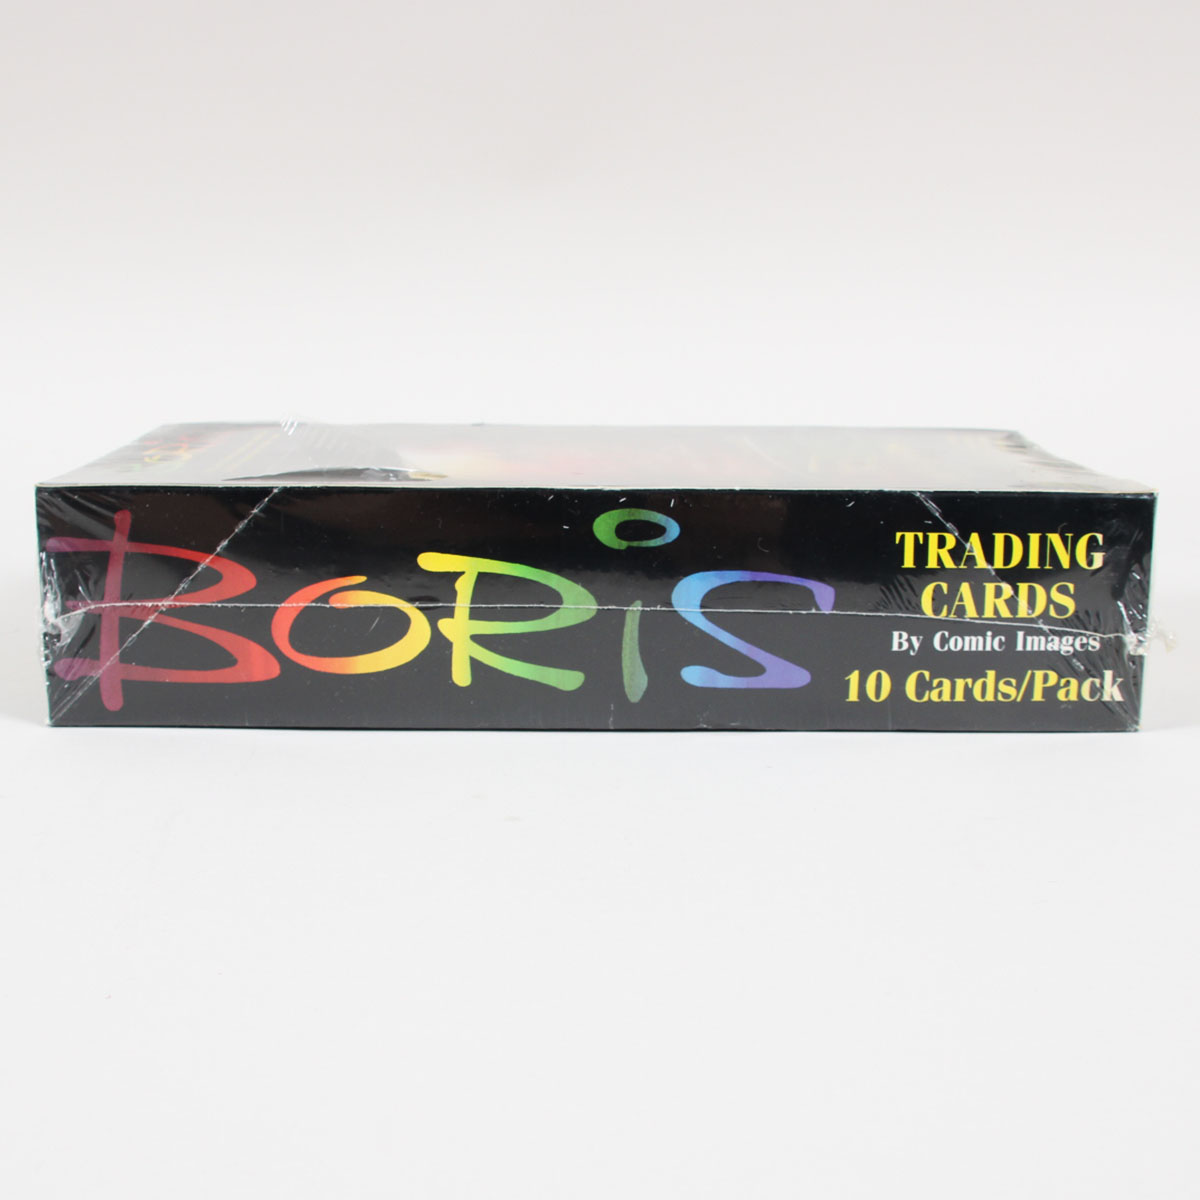 BORiS
TRADING
CARDS
By Comic Images
10 Cards/Pack